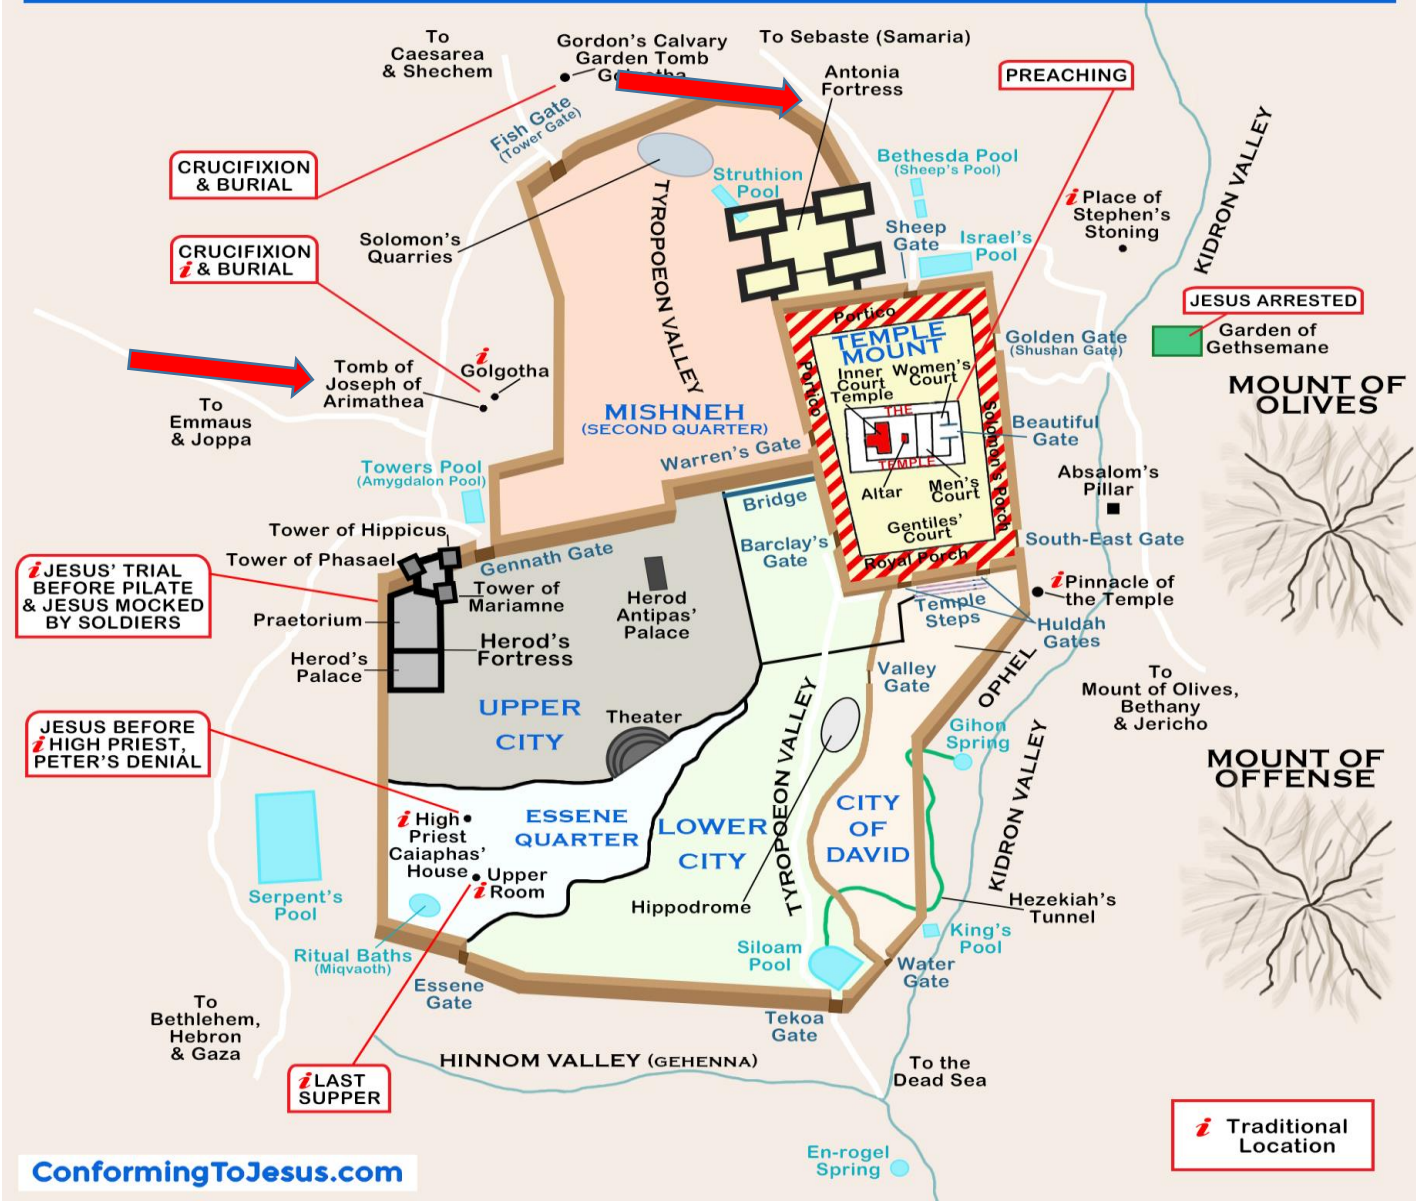 To
Caesarea
& Shechem
Gordon's Calvary
Garden Tomb
Golgotha
To Sebaste (Samaria)
Antonia
Fortress
PREACHING
Fish Gate
(Tower Gate)
CRUCIFIXION
& BURIAL
Struthion
Pool
Bethesda Pool
(Sheep's Pool)
i Place of
Stephen's
Stoning
KIDRON VALLEY
TYROPOEON VALLEY
Solomon's
Quarries
CRUCIFIXION
i & BURIAL
Sheep
Gate
Israel's
Pool
JESUS ARRESTED
Garden of
Gethsemane
Portico
TEMPLE
MOUNT
Golden Gate
(Shushan Gate)
i
Golgotha
Tomb of
Joseph of
Arimathea
To
Emmaus
& Joppa
Portico
Inner
Court
Women's
Court
Temple
THE
TEMPLE
Solomon's Porch
MOUNT OF
OLIVES
MISHNEH
(SECOND QUARTER)
Beautiful
Gate
Warren's Gate
Towers Pool
(Amygdalon Pool)
Altar
Men's
Court
Absalom's
Pillar
Bridge
Gentiles'
Court
Tower of Hippicus
Tower of Phasael
Gennath Gate
Barclay's
Gate
Royal Porch
South-East Gate
i JESUS' TRIAL
BEFORE PILATE
& JESUS MOCKED
BY SOLDIERS
Tower of
Mariamne
Herod
Antipas'
Palace
Temple
Steps
i Pinnacle of
the Temple
Huldah
Gates
Praetorium
Herod's
Fortress
Herod's
Palace
Valley
Gate
OPHEL
To
Mount of Olives,
Bethany
& Jericho
UPPER
CITY
Theater
TYROPOEON VALLEY
Gihon
Spring
JESUS BEFORE
i HIGH PRIEST,
PETER'S DENIAL
KIDRON VALLEY
MOUNT OF
OFFENSE
i High
Priest
Caiaphas'
House
ESSENE
QUARTER
LOWER
CITY
CITY
OF
DAVID
i Upper
Room
Serpent's
Pool
Hippodrome
Hezekiah's
Tunnel
Ritual Baths
(Miqvaoth)
Siloam
Pool
King's
Pool
Water
Gate
Essene
Gate
Tekoa
Gate
To
Bethlehem,
Hebron
& Gaza
HINNOM VALLEY (GEHENNA)
To the
Dead Sea
i LAST
SUPPER
i Traditional
Location
En-rogel
Spring
ConformingToJesus.com